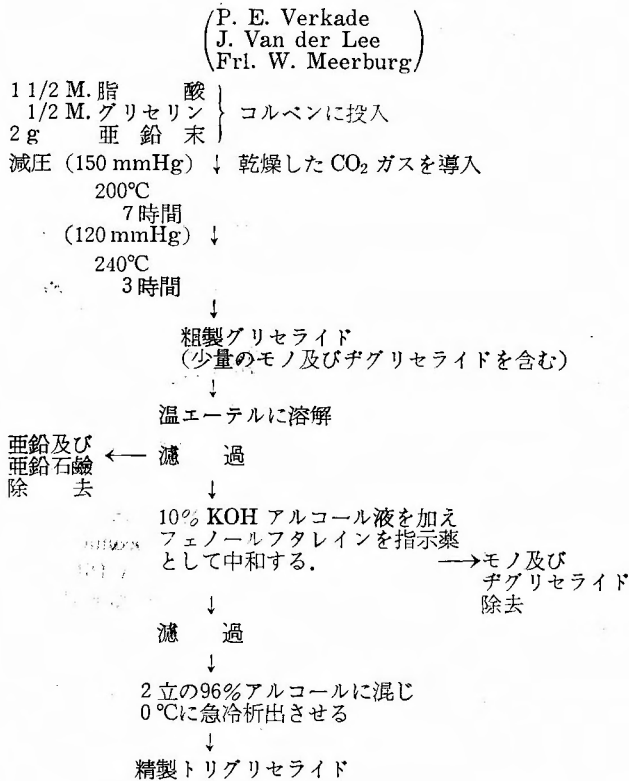 P. E. Verkade
J. Van der Lee
Frl. W. Meerburg
1 1/2 M. 脂 酸
1/2 M. グリセリン コルベンに投入
2 g 亜 鉛 末
減圧 (150 mmHg) ↓ 乾燥した CO₂ ガスを導入
200℃
7時間
(120 mmHg) ↓
240℃
3時間
↓
粗製グリセライド
(少量のモノ及びヂグリセライドを含む)
↓
温エーテルに溶解
亜鉛及び
亜鉛石鹼 ← 濾 過
除 去
↓
10% KOH アルコール液を加え
フェノールフタレインを指示薬
として中和する.
→モノ及び
ヂグリセライド
除去
↓
濾 過
↓
2立の96%アルコールに混じ
0℃に急冷析出させる
↓
精製トリグリセライド